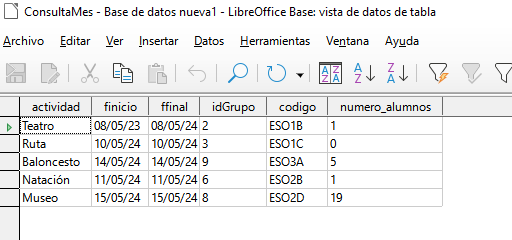 ConsultaMes - Base de datos nueva1 - LibreOffice Base: vista de datos de tabla
Archivo Editar Ver Insertar Datos Herramientas Ventana Ayuda
actividad finicio ffinal idGrupo codigo numero_alumnos
Teatro 08/05/23 08/05/24 2 ESO1B 1
Ruta 10/05/24 10/05/24 3 ESO1C 0
Baloncesto 14/05/24 14/05/24 9 ESO3A 5
Natación 11/05/24 11/05/24 6 ESO2B 1
Museo 15/05/24 15/05/24 8 ESO2D 19